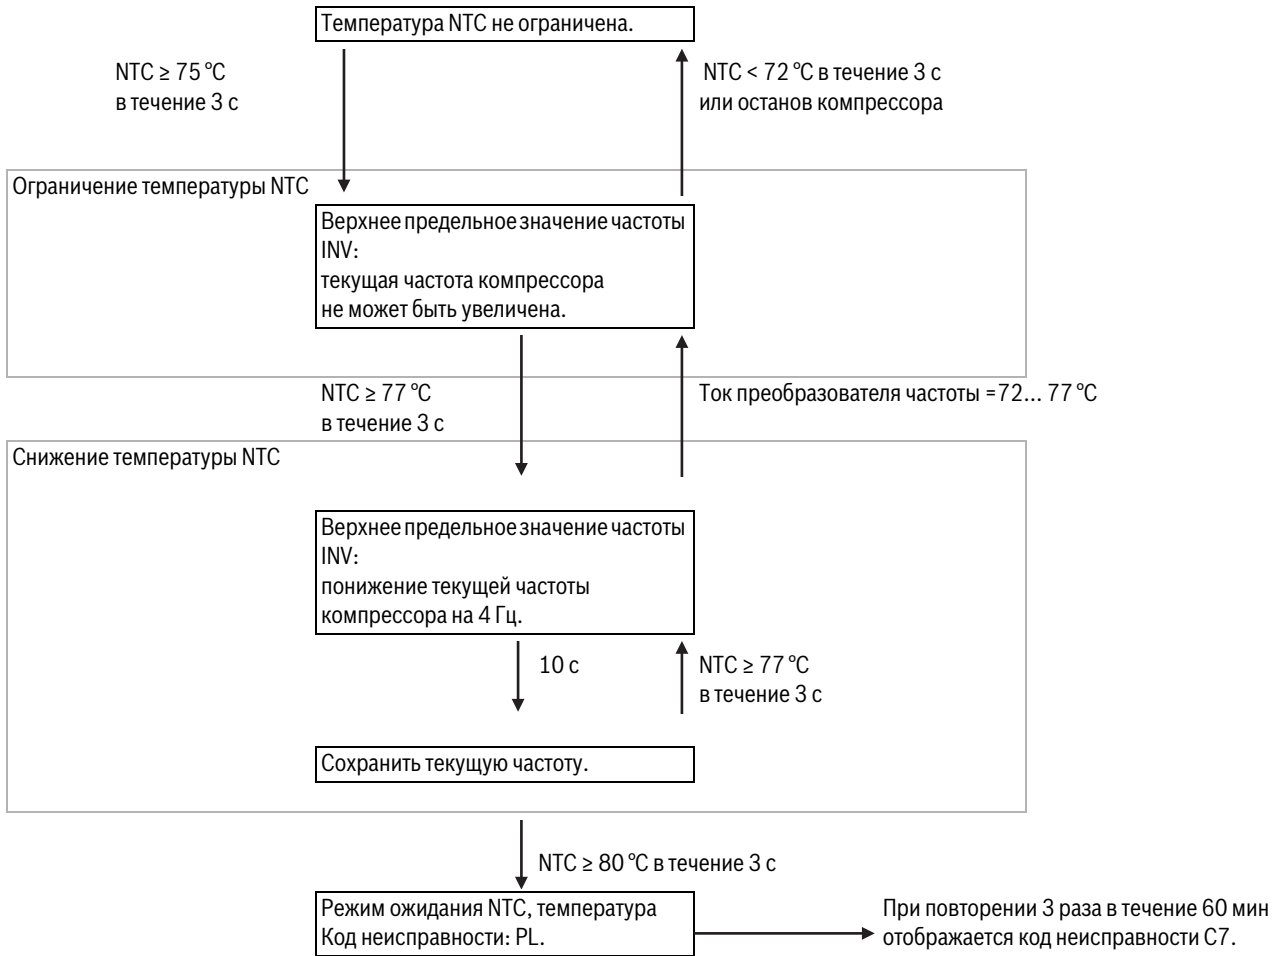 Температура NTC не ограничена.
NTC ≥ 75 °C
в течение 3 с
NTC < 72 °C в течение 3 с
или останов компрессора
Ограничение температуры NTC
Верхнее предельное значение частоты
INV:
текущая частота компрессора
не может быть увеличена.
NTC ≥ 77 °C
в течение 3 с
Ток преобразователя частоты =72... 77 °C
Снижение температуры NTC
Верхнее предельное значение частоты
INV:
понижение текущей частоты
компрессора на 4 Гц.
10 с
NTC ≥ 77 °C
в течение 3 с
Сохранить текущую частоту.
NTC ≥ 80 °C в течение 3 с
Режим ожидания NTC, температура
Код неисправности: PL.
При повторении 3 раза в течение 60 мин
отображается код неисправности C7.